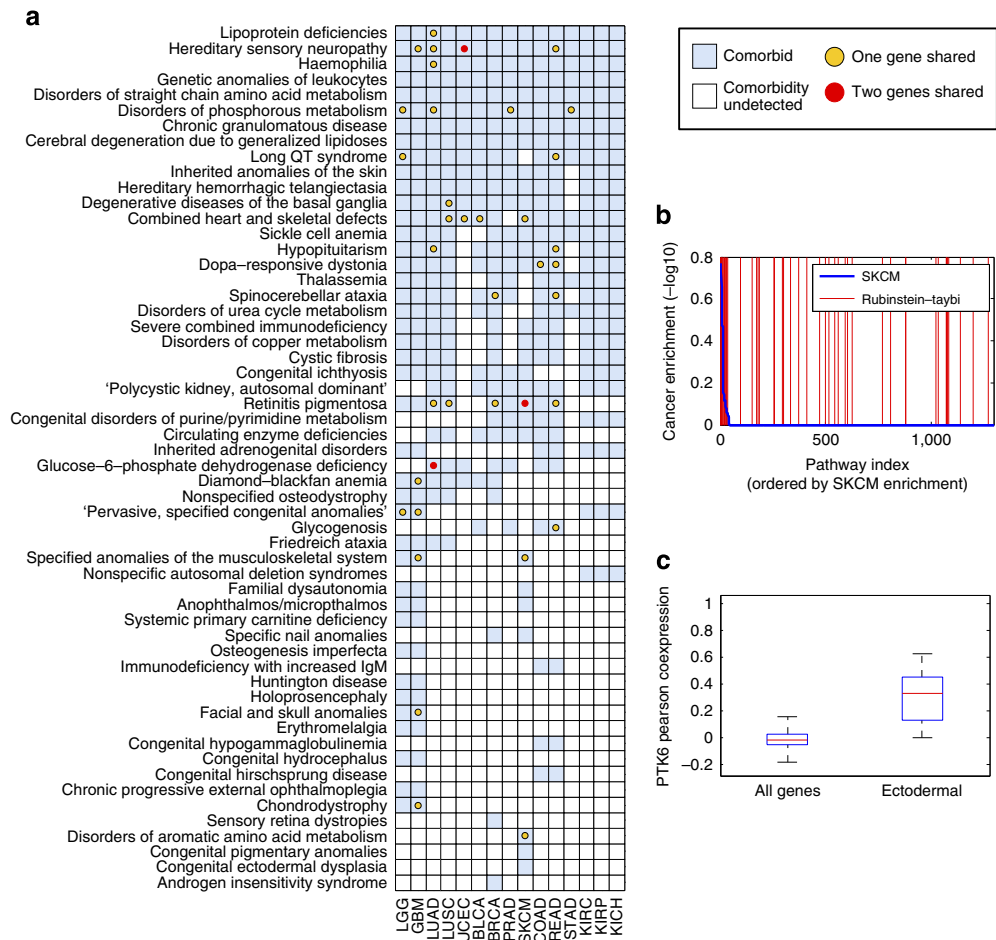 a
Lipoprotein deficiencies
Hereditary sensory neuropathy
Haemophilia
Genetic anomalies of leukocytes
Disorders of straight chain amino acid metabolism
Disorders of phosphorous metabolism
Chronic granulomatous disease
Cerebral degeneration due to generalized lipidoses
Long QT syndrome
Inherited anomalies of the skin
Hereditary hemorrhagic telangiectasia
Degenerative diseases of the basal ganglia
Combined heart and skeletal defects
Sickle cell anemia
Hypopituitarism
Dopa–responsive dystonia
Thalassemia
Spinocerebellar ataxia
Disorders of urea cycle metabolism
Severe combined immunodeficiency
Disorders of copper metabolism
Cystic fibrosis
Congenital ichthyosis
‘Polycystic kidney, autosomal dominant’
Retinitis pigmentosa
Congenital disorders of purine/pyrimidine metabolism
Circulating enzyme deficiencies
Inherited adrenogenital disorders
Glucose–6–phosphate dehydrogenase deficiency
Diamond–blackfan anemia
Nonspecified osteodystrophy
‘Pervasive, specified congenital anomalies’
Glycogenosis
Friedreich ataxia
Specified anomalies of the musculoskeletal system
Nonspecific autosomal deletion syndromes
Familial dysautonomia
Anophthalmos/micropthalmos
Systemic primary carnitine deficiency
Specific nail anomalies
Osteogenesis imperfecta
Immunodeficiency with increased IgM
Huntington disease
Holoprosencephaly
Facial and skull anomalies
Erythromelalgia
Congenital hypogammaglobulinemia
Congenital hydrocephalus
Congenital hirschsprung disease
Chronic progressive external ophthalmoplegia
Chondrodystrophy
Sensory retina dystropies
Disorders of aromatic amino acid metabolism
Congenital pigmentary anomalies
Congenital ectodermal dysplasia
Androgen insensitivity syndrome
LGG
GBM
LUAD
LUSC
UCEC
BLCA
BRCA
PRAD
SKCM
COAD
READ
STAD
KIRC
KIRP
KICH
Comorbid
Comorbidity
undetected
One gene shared
Two genes shared
b
Cancer enrichment (–log10)
0.8
0.6
0.4
0.2
0
SKCM
Rubinstein–taybi
0
500
1,000
Pathway index
(ordered by SKCM enrichment)
c
PTK6 pearson coexpression
1
0.8
0.6
0.4
0.2
0
–0.2
All genes
Ectodermal